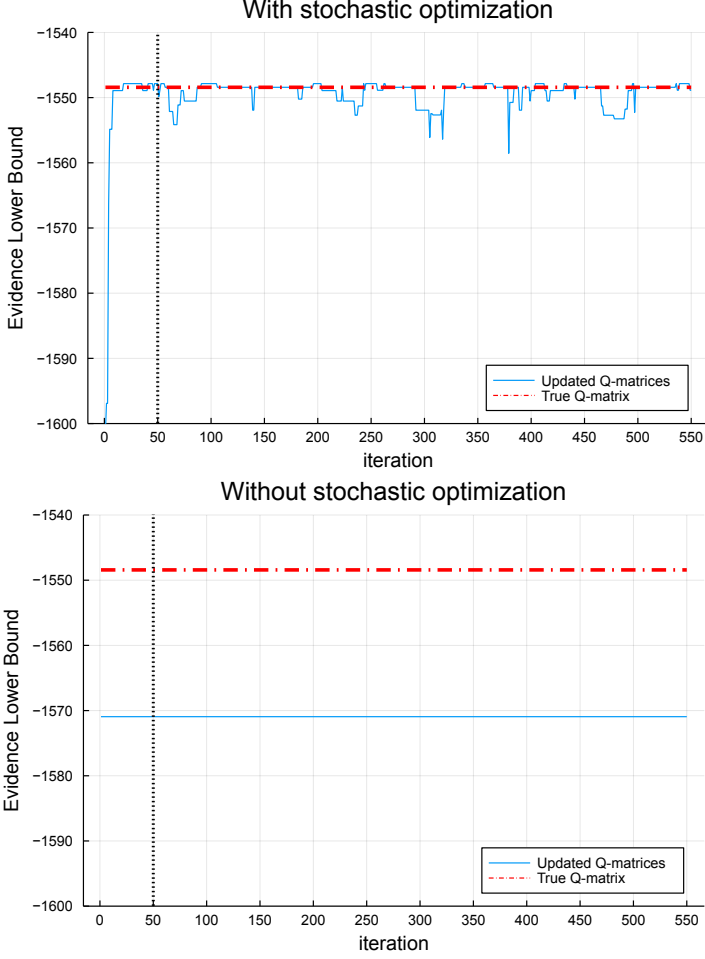 With stochastic optimization
−1540
−1550
−1560
−1570
−1580
−1590
−1600
Evidence Lower Bound
Updated Q-matrices
True Q-matrix
0 50 100 150 200 250 300 350 400 450 500 550
iteration
Without stochastic optimization
−1540
−1550
−1560
−1570
−1580
−1590
−1600
Evidence Lower Bound
Updated Q-matrices
True Q-matrix
0 50 100 150 200 250 300 350 400 450 500 550
iteration